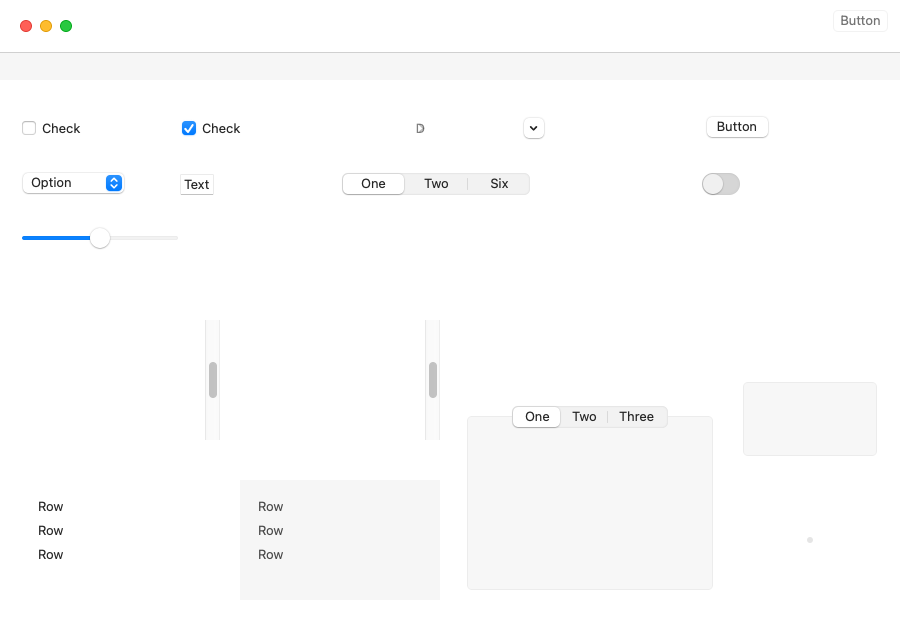 Button
Check
Check
D
Button
Option
Text
One Two Six
One Two Three
Row
Row
Row
Row
Row
Row